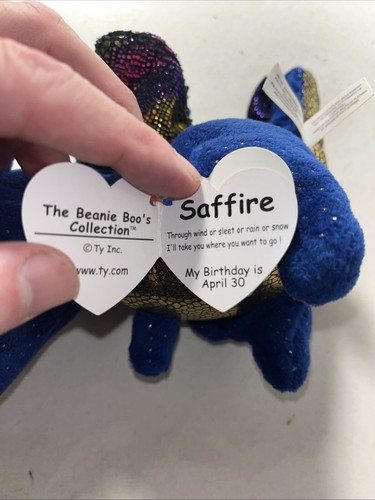 The Beanie Boo's
Collection™
© Ty Inc.
www.ty.com
Saffire
Through wind or sleet or rain or snow
I'll take you where you want to go !
My Birthday is
April 30